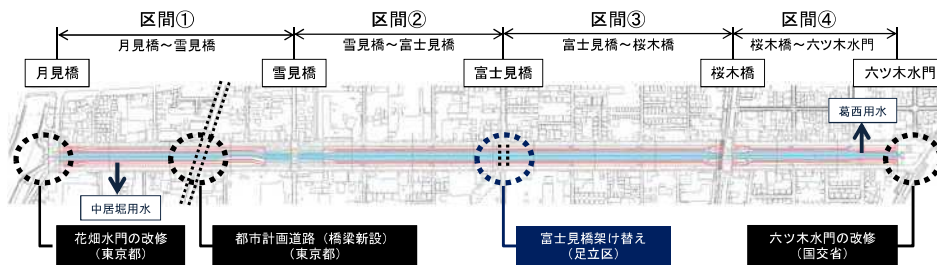 区間①
区間②
区間③
区間④
月見橋～雪見橋
雪見橋～富士見橋
富士見橋～桜木橋
桜木橋～六ツ木水門
月見橋
雪見橋
富士見橋
桜木橋
六ツ木水門
葛西用水
中居堀用水
花畑水門の改修
（東京都）
都市計画道路（橋梁新設）
（東京都）
富士見橋架け替え
（足立区）
六ツ木水門の改修
（国交省）